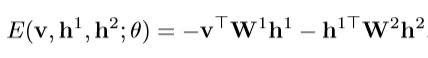 E(v, h¹, h²; θ) = −v⊤W¹h¹ − h¹⊤W²h².